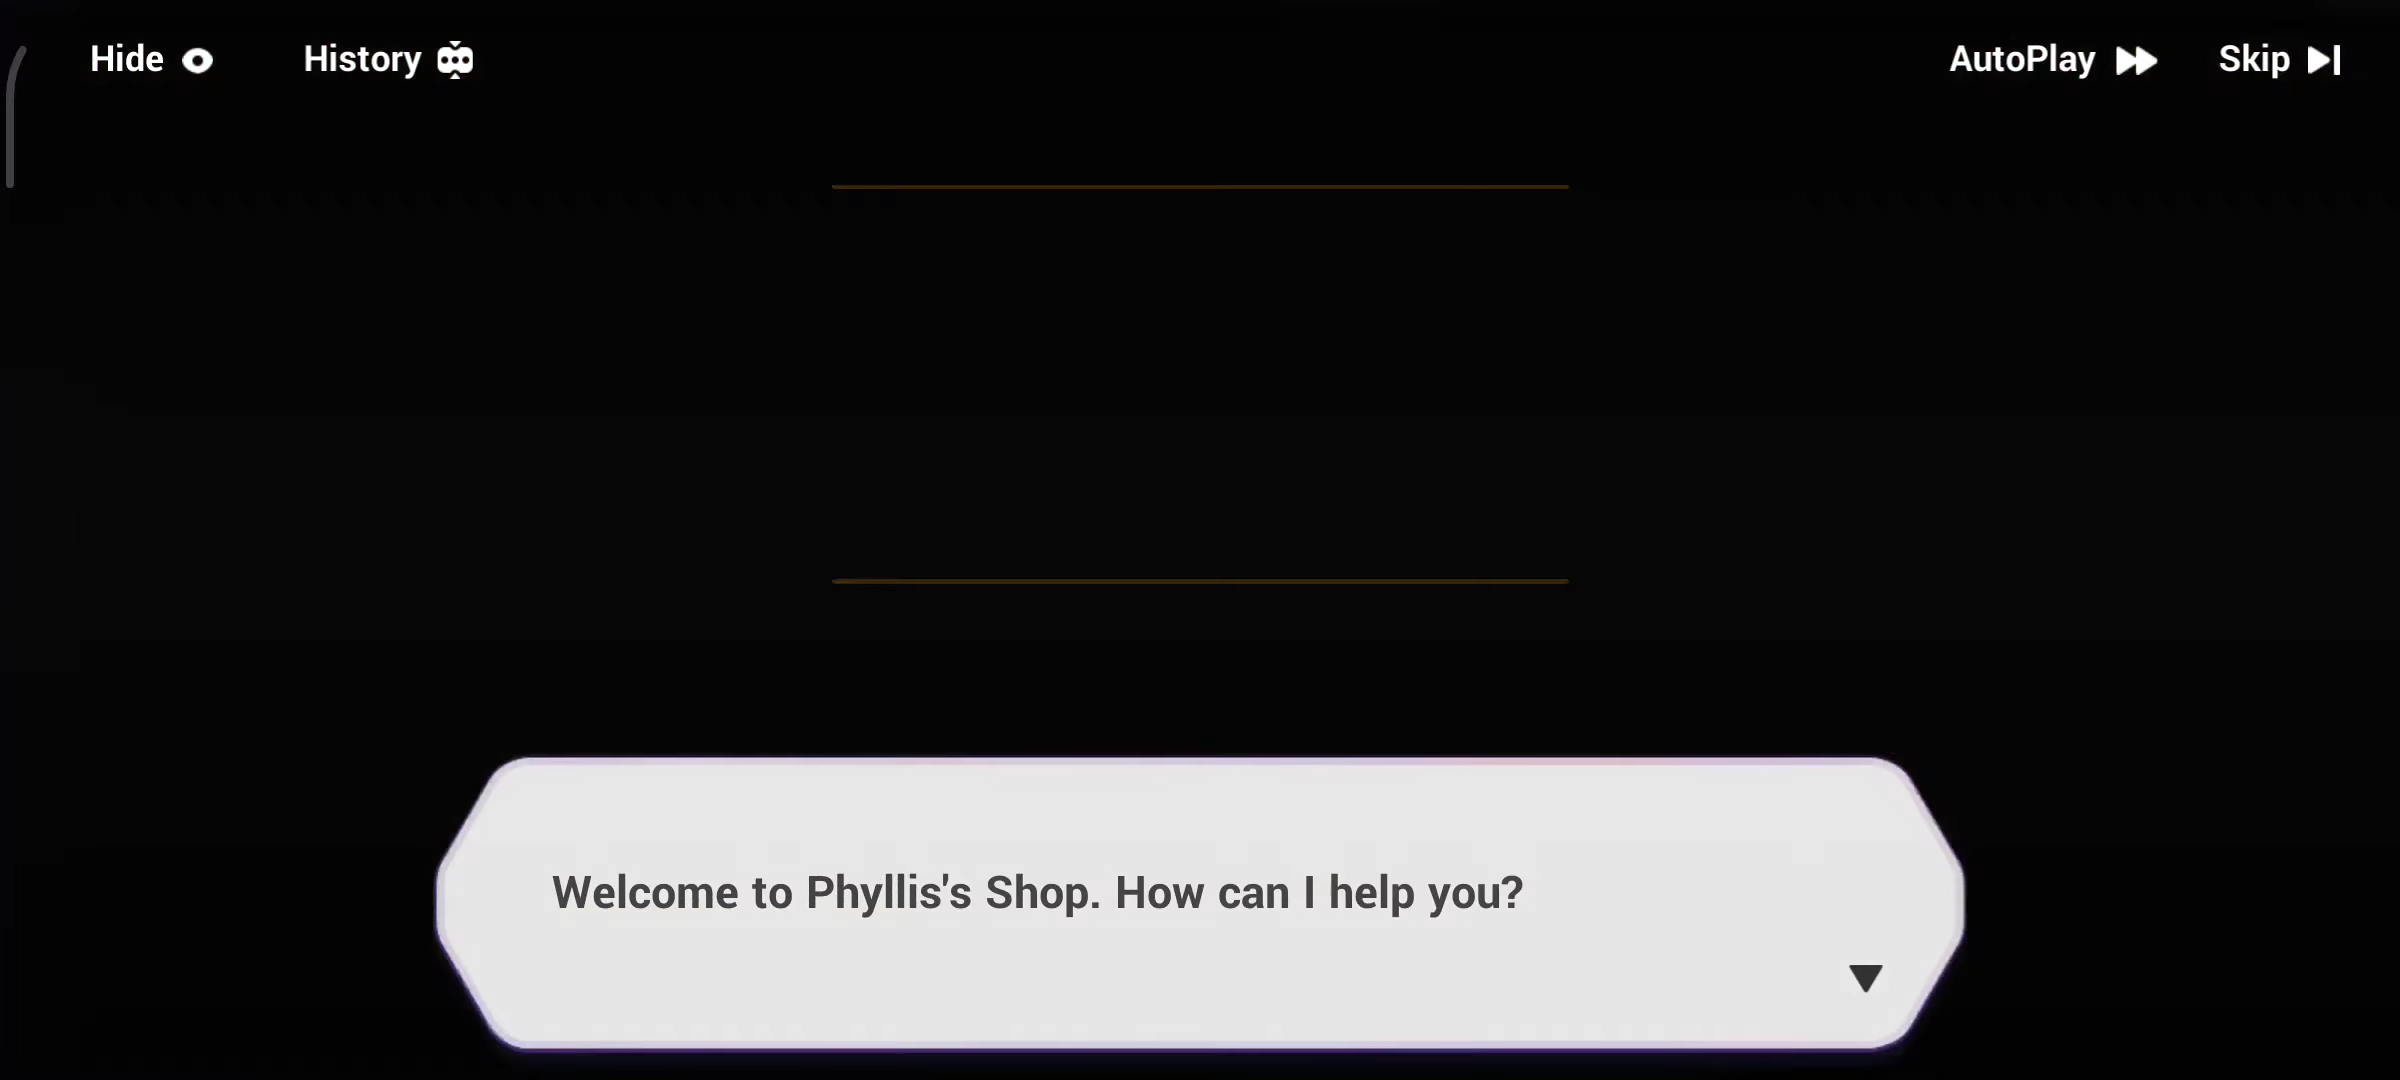 Hide
History
AutoPlay
Skip
Welcome to Phyllis's Shop. How can I help you?